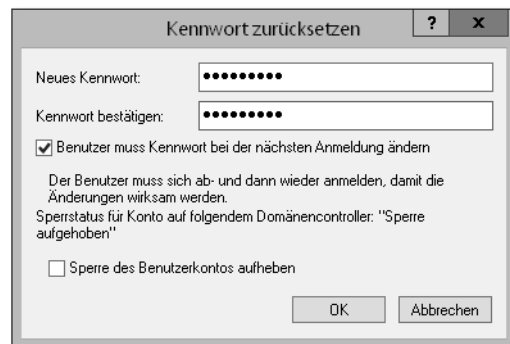 Kennwort zurücksetzen
? x
Neues Kennwort: •••••••••
Kennwort bestätigen: •••••••••
Benutzer muss Kennwort bei der nächsten Anmeldung ändern
Der Benutzer muss sich ab- und dann wieder anmelden, damit die
Änderungen wirksam werden.
Sperrstatus für Konto auf folgendem Domänencontroller: "Sperre
aufgehoben"
Sperre des Benutzerkontos aufheben
OK Abbrechen